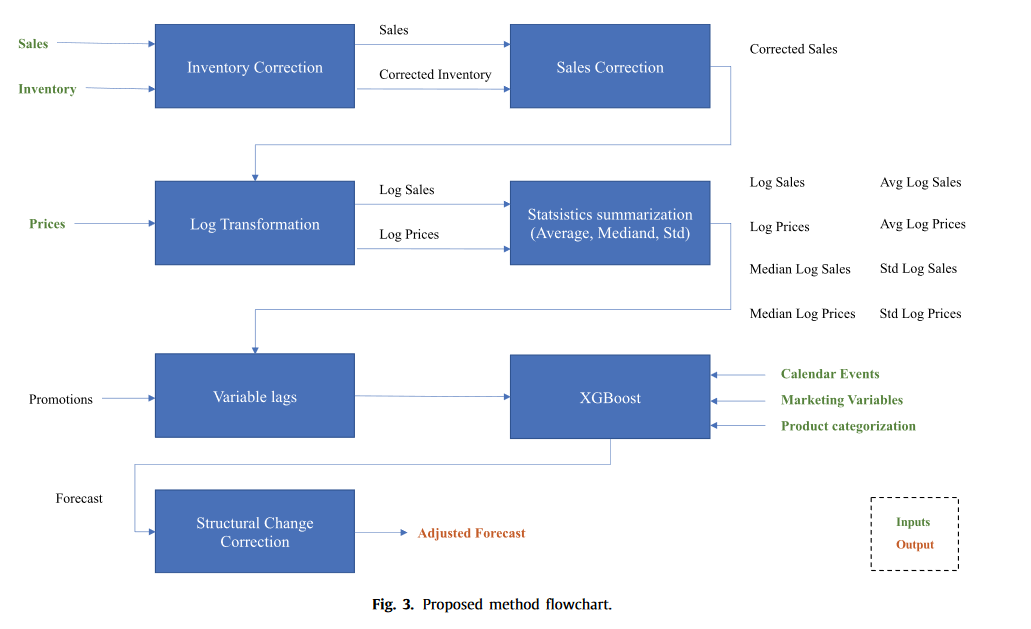 Sales
Inventory
Inventory Correction
Sales
Corrected Inventory
Sales Correction
Corrected Sales
Prices
Log Transformation
Log Sales
Log Prices
Statsistics summarization
(Average, Mediand, Std)
Log Sales
Avg Log Sales
Log Prices
Avg Log Prices
Median Log Sales
Std Log Sales
Median Log Prices
Std Log Prices
Promotions
Variable lags
XGBoost
Calendar Events
Marketing Variables
Product categorization
Forecast
Structural Change
Correction
Adjusted Forecast
Inputs
Output
Fig. 3. Proposed method flowchart.